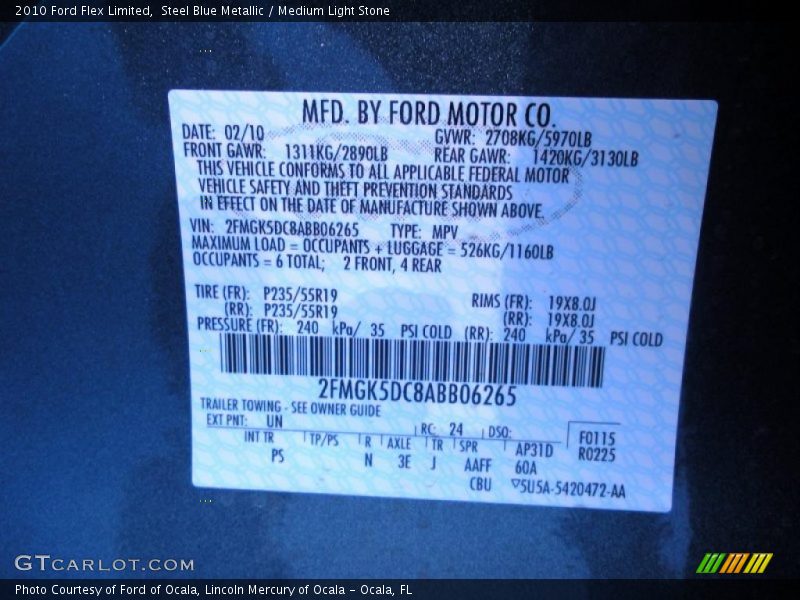 2010 Ford Flex Limited,  Steel Blue Metallic / Medium Light Stone
MFD. BY FORD MOTOR CO.
DATE: 02/10 GVWR: 2708KG/5970LB
FRONT GAWR: 1311KG/2890LB REAR GAWR: 1420KG/3130LB
THIS VEHICLE CONFORMS TO ALL APPLICABLE FEDERAL MOTOR
VEHICLE SAFETY AND THEFT PREVENTION STANDARDS
IN EFFECT ON THE DATE OF MANUFACTURE SHOWN ABOVE.
VIN: 2FMGK5DC8ABB06265 TYPE: MPV
MAXIMUM LOAD = OCCUPANTS + LUGGAGE = 526KG/1160LB
OCCUPANTS = 6 TOTAL; 2 FRONT, 4 REAR
TIRE (FR): P235/55R19 RIMS (FR): 19X8.0J
(RR): P235/55R19 (RR): 19X8.0J
PRESSURE (FR): 240 kPa/ 35 PSI COLD (RR): 240 kPa/ 35 PSI COLD
2FMGK5DC8ABB06265
TRAILER TOWING - SEE OWNER GUIDE
EXT PNT: UN RC: 24 DSO: F0115
INT TR TP/PS R AXLE TR SPR AP31D R0225
PS N 3E J AAFF 60A
CBU ▽5U5A-5420472-AA
GTCARLOT.COM
Photo Courtesy of Ford of Ocala, Lincoln Mercury of Ocala - Ocala, FL